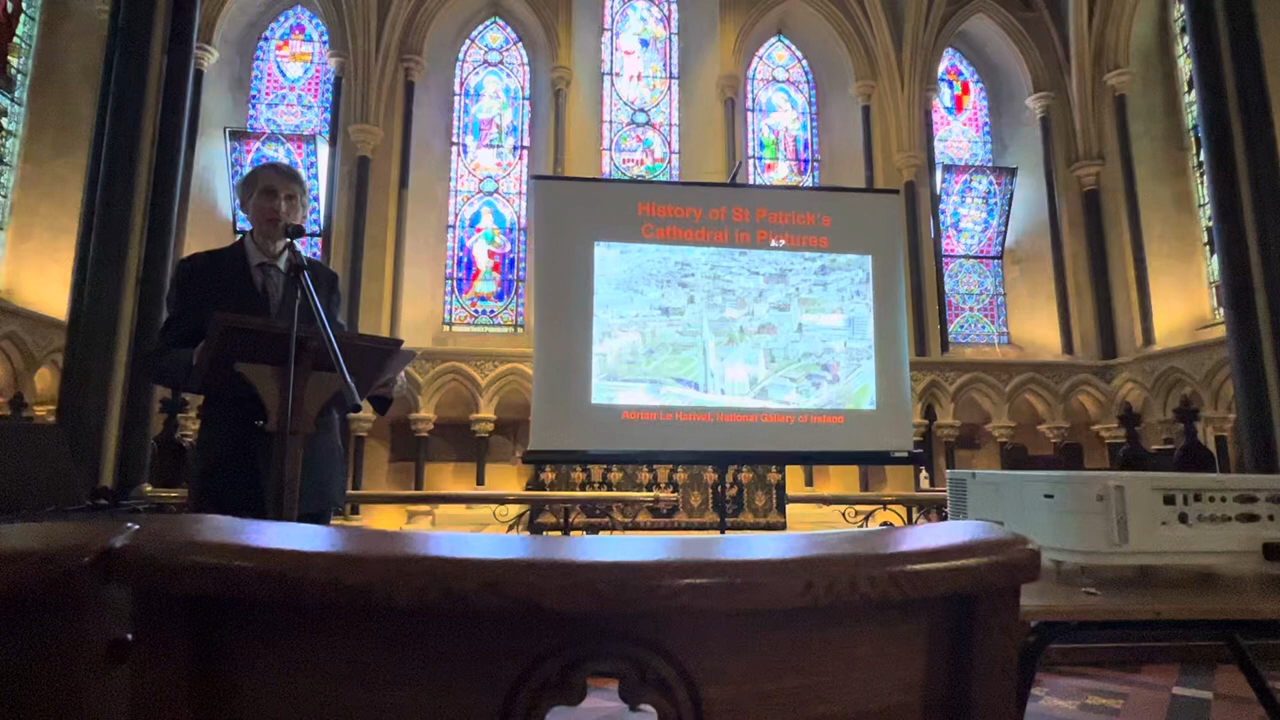 History of St Patrick's
Cathedral in Pictures
Adrian Le Harivel, National Gallery of Ireland